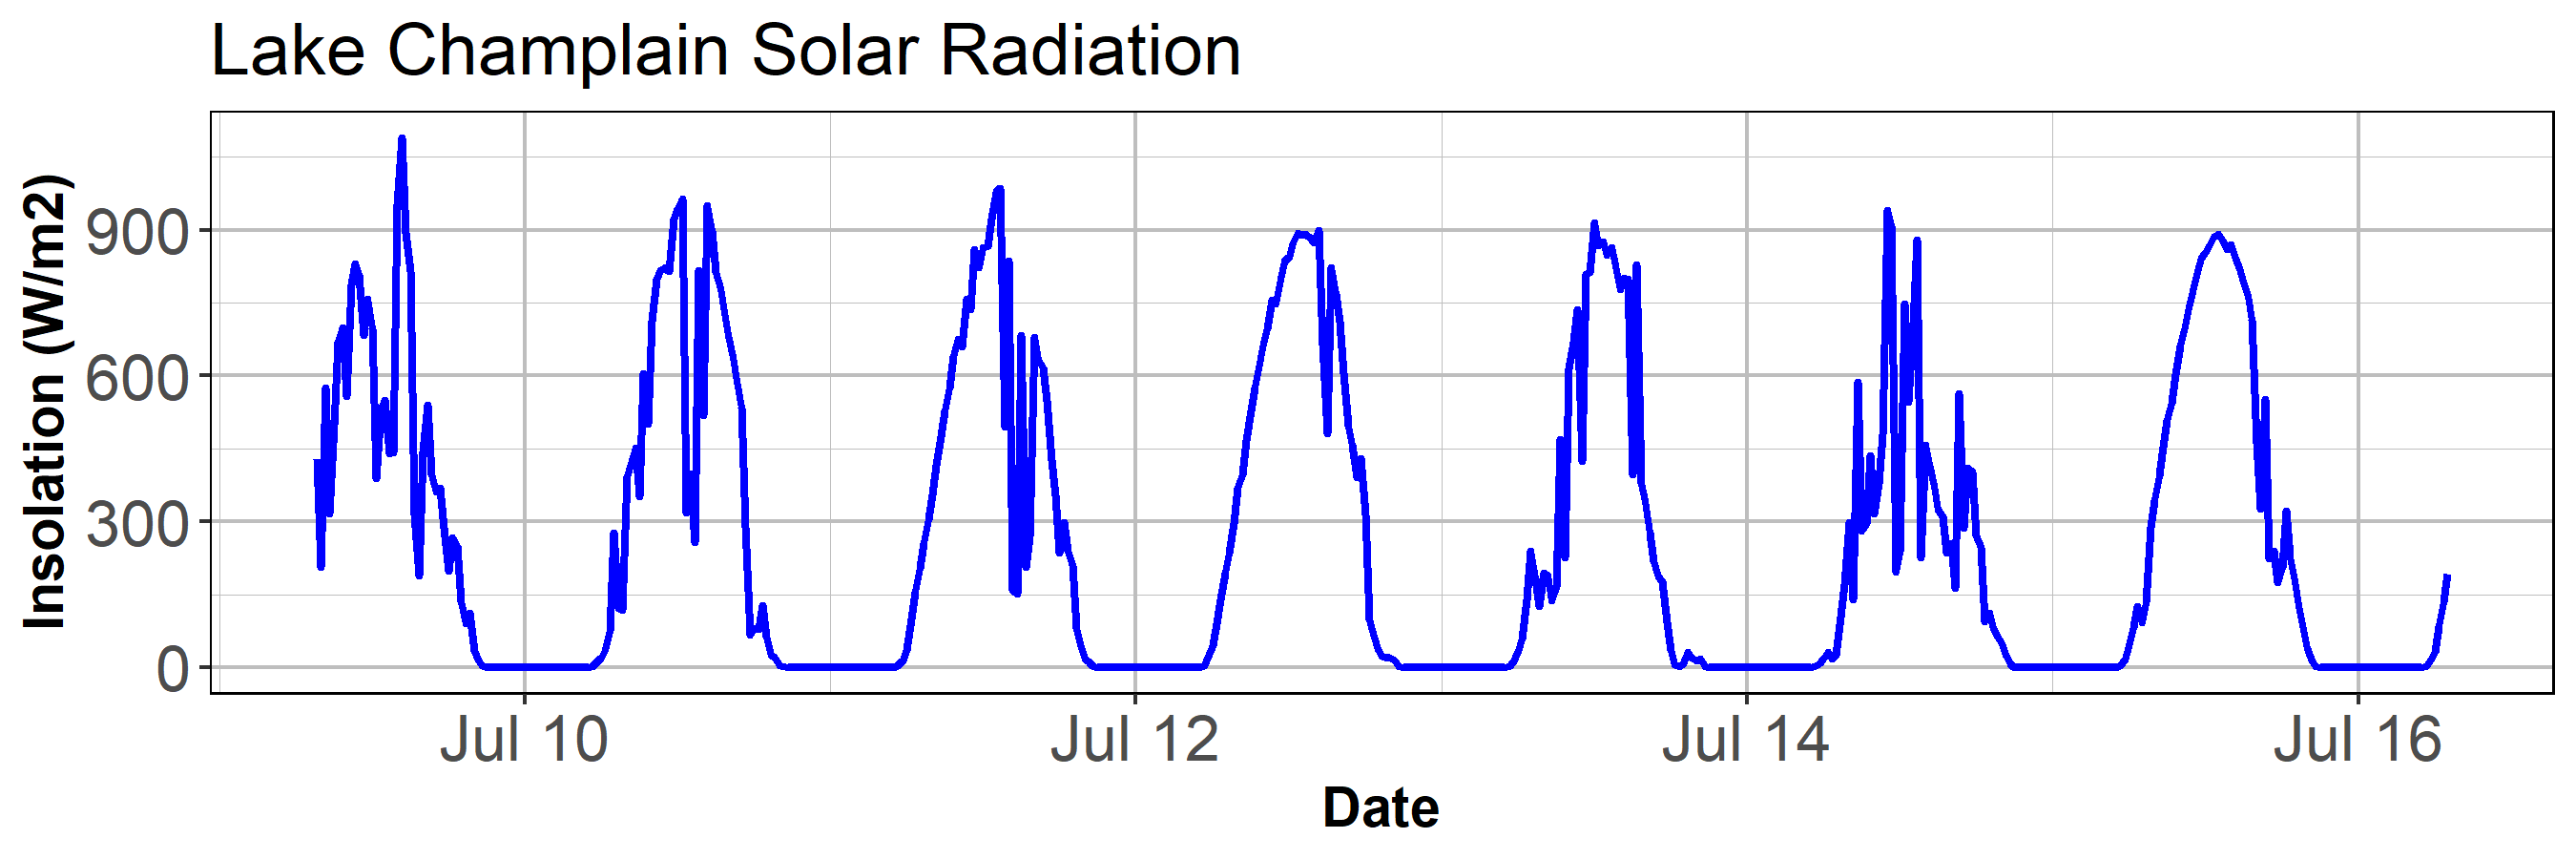 Lake Champlain Solar Radiation
Insolation (W/m2)
900
600
300
0
Jul 10 Jul 12 Jul 14 Jul 16
Date